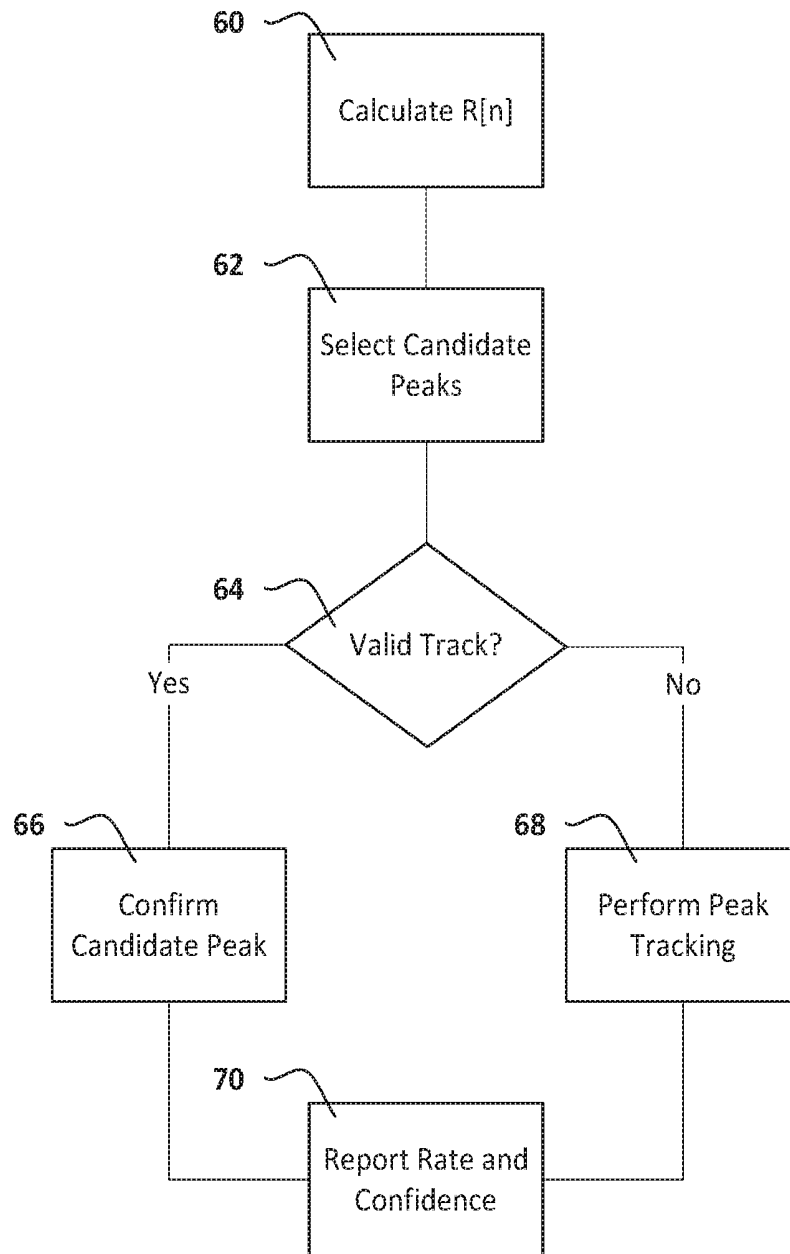 60
Calculate R[n]
62
Select Candidate
Peaks
64
Valid Track?
Yes
No
66
68
Confirm
Candidate Peak
Perform Peak
Tracking
70
Report Rate and
Confidence